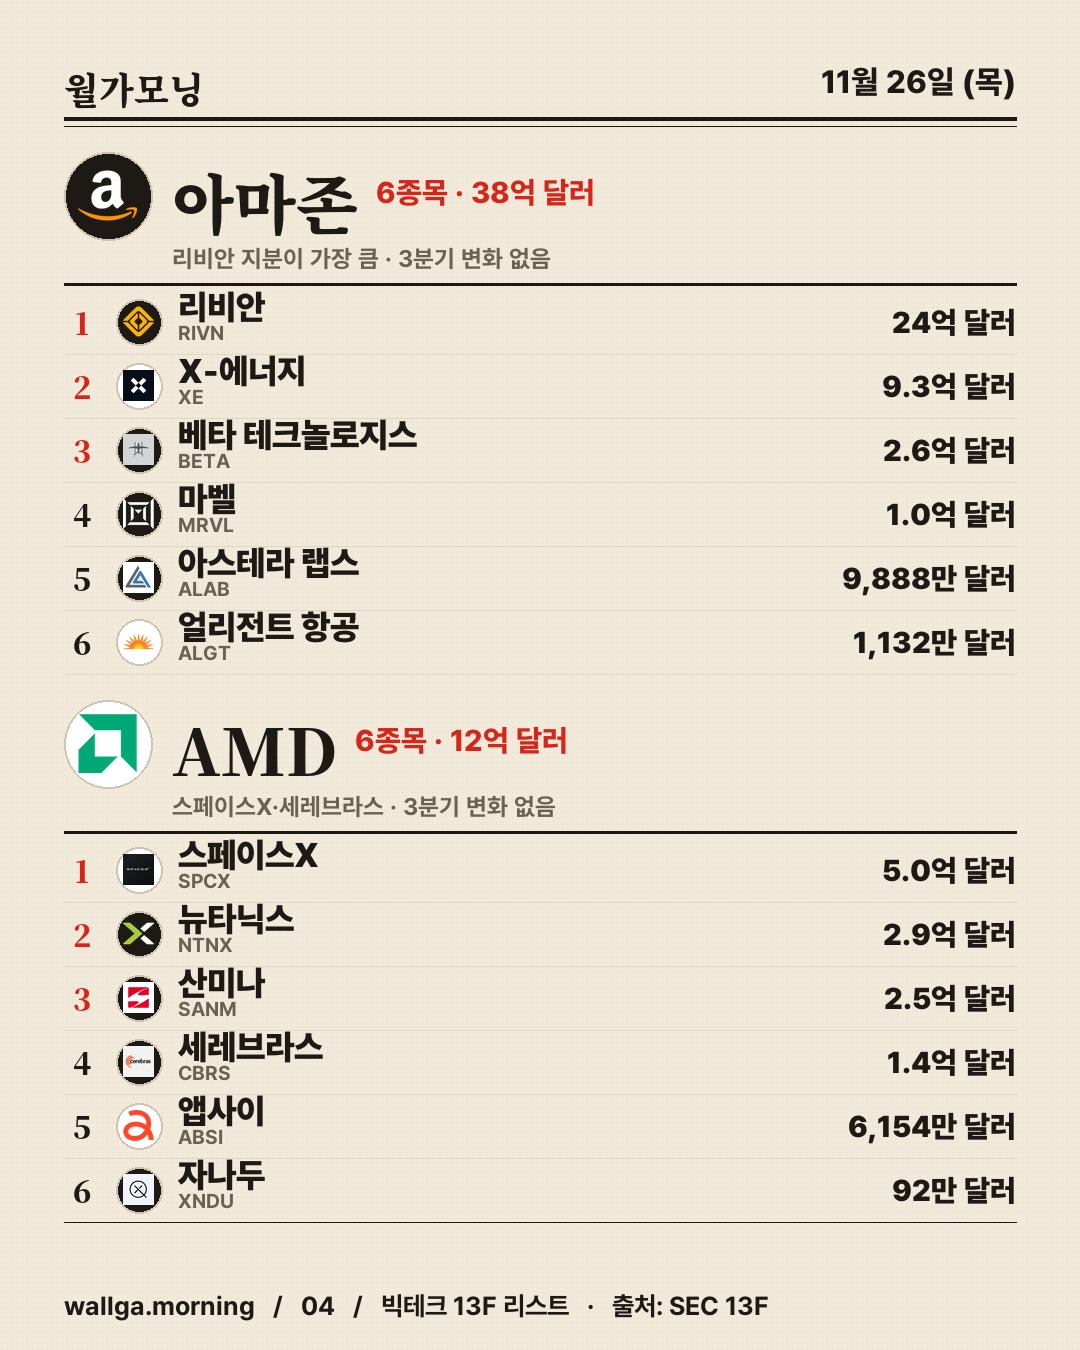 월가모닝
11월 26일 (목)
아마존 6종목 · 38억 달러
리비안 지분이 가장 큼 · 3분기 변화 없음
1 리비안 24억 달러
RIVN
2 X-에너지 9.3억 달러
XE
3 베타 테크놀로지스 2.6억 달러
BETA
4 마벨 1.0억 달러
MRVL
5 아스테라 랩스 9,888만 달러
ALAB
6 얼리전트 항공 1,132만 달러
ALGT
AMD 6종목 · 12억 달러
스페이스X·세레브라스 · 3분기 변화 없음
1 스페이스X 5.0억 달러
SPCX
2 뉴타닉스 2.9억 달러
NTNX
3 산미나 2.5억 달러
SANM
4 세레브라스 1.4억 달러
cerebras
CBRS
5 앱사이 6,154만 달러
ABSI
6 자나두 92만 달러
XNDU
wallga.morning / 04 / 빅테크 13F 리스트 · 출처: SEC 13F